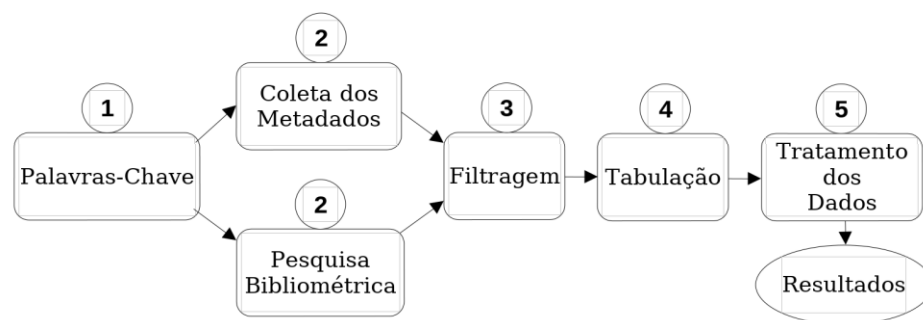 1
Palavras-Chave
2
Coleta dos
Metadados
2
Pesquisa
Bibliométrica
3
Filtragem
4
Tabulação
5
Tratamento
dos
Dados
Resultados